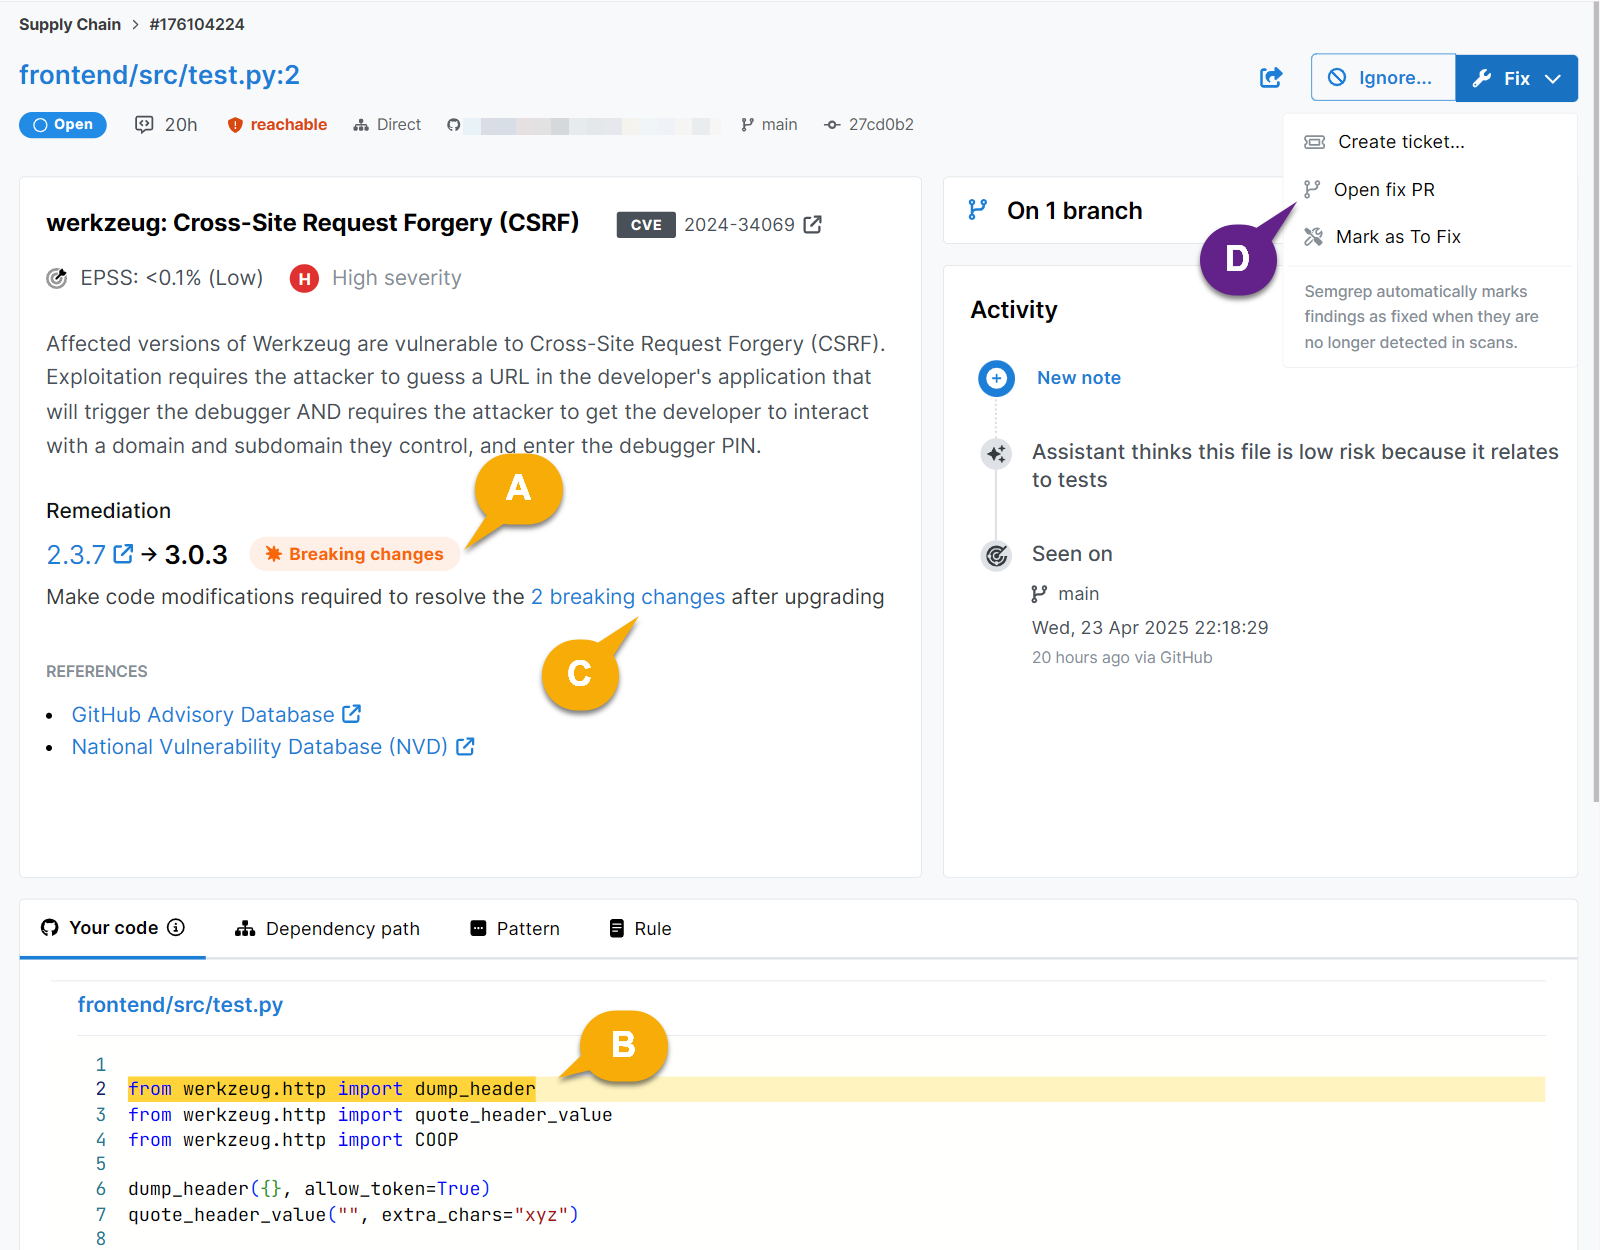 Supply Chain > #176104224
frontend/src/test.py:2
Ignore...
Fix
Open
20h
reachable
Direct
main
27cd0b2
Create ticket...
Open fix PR
Mark as To Fix
Semgrep automatically marks
findings as fixed when they are
no longer detected in scans.
D
werkzeug: Cross-Site Request Forgery (CSRF)
CVE 2024-34069
EPSS: <0.1% (Low)
H High severity
Affected versions of Werkzeug are vulnerable to Cross-Site Request Forgery (CSRF).
Exploitation requires the attacker to guess a URL in the developer's application that
will trigger the debugger AND requires the attacker to get the developer to interact
with a domain and subdomain they control, and enter the debugger PIN.
A
Remediation
2.3.7 → 3.0.3 Breaking changes
Make code modifications required to resolve the 2 breaking changes after upgrading
C
REFERENCES
• GitHub Advisory Database
• National Vulnerability Database (NVD)
On 1 branch
Activity
New note
Assistant thinks this file is low risk because it relates
to tests
Seen on
main
Wed, 23 Apr 2025 22:18:29
20 hours ago via GitHub
Your code
Dependency path
Pattern
Rule
frontend/src/test.py
B
1
2 from werkzeug.http import dump_header
3 from werkzeug.http import quote_header_value
4 from werkzeug.http import COOP
5
6 dump_header({}, allow_token=True)
7 quote_header_value("", extra_chars="xyz")
8